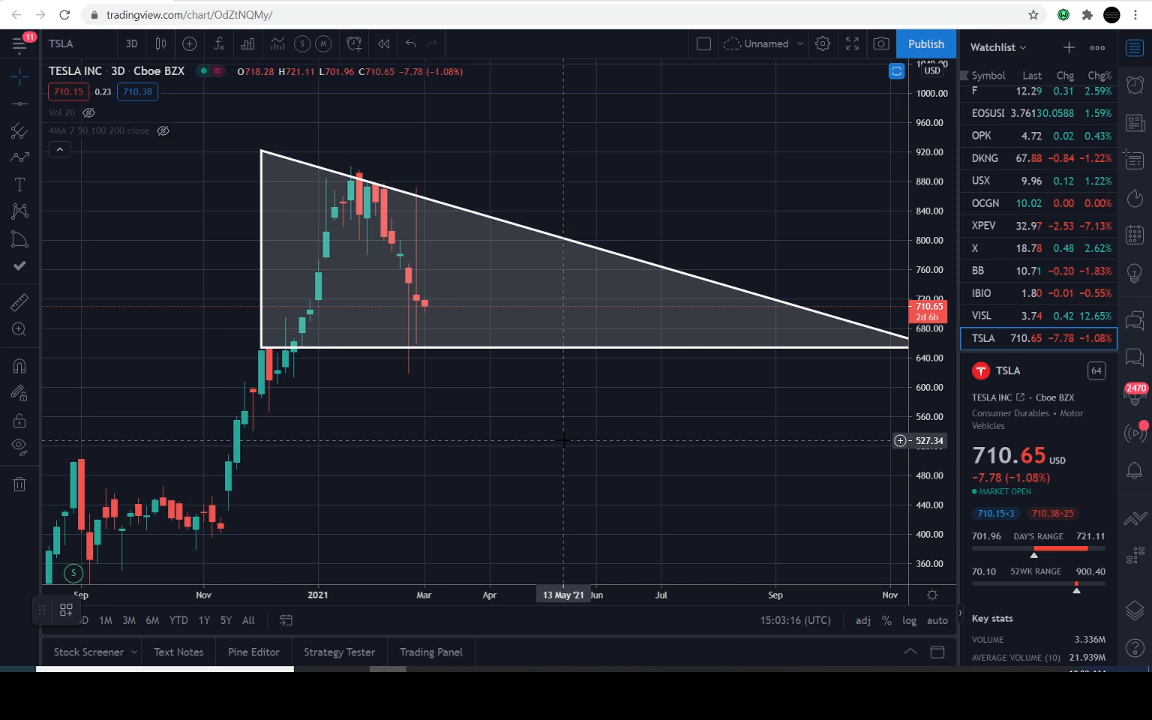 tradingview.com/chart/OdZtNQMy/
11
TSLA 3D Unnamed Publish
TESLA INC · 3D · Cboe BZX O718.28 H721.11 L701.96 C710.65 −7.78 (−1.08%)
710.15 0.23 710.38
Vol 20
4MA 7 50 100 200 close
USD
1000.00
960.00
920.00
880.00
840.00
800.00
760.00
720.00
710.65
2d 6h
680.00
640.00
600.00
560.00
527.34
480.00
440.00
400.00
360.00
S
Sep Nov 2021 Mar Apr 13 May '21 Jun Jul Sep Nov
1M 3M 6M YTD 1Y 5Y All 15:03:16 (UTC) adj % log auto
Stock Screener Text Notes Pine Editor Strategy Tester Trading Panel
Watchlist
Symbol Last Chg Chg%
F 12.29 0.31 2.59%
EOSUSI 3.76130.0588 1.59%
OPK 4.72 0.02 0.43%
DKNG 67.88 −0.84 −1.22%
USX 9.96 0.12 1.22%
OCGN 10.02 0.00 0.00%
XPEV 32.97 −2.53 −7.13%
X 18.78 0.48 2.62%
BB 10.71 −0.20 −1.83%
IBIO 1.80 −0.01 −0.55%
VISL 3.74 0.42 12.65%
TSLA 710.65 −7.78 −1.08%
TSLA 64
TESLA INC · Cboe BZX
Consumer Durables · Motor
Vehicles
710.65 USD
−7.78 (−1.08%)
MARKET OPEN
710.15×3 710.38×25
701.96 DAY'S RANGE 721.11
70.10 52WK RANGE 900.40
Key stats
VOLUME 3.336M
AVERAGE VOLUME (10) 21.939M
2470